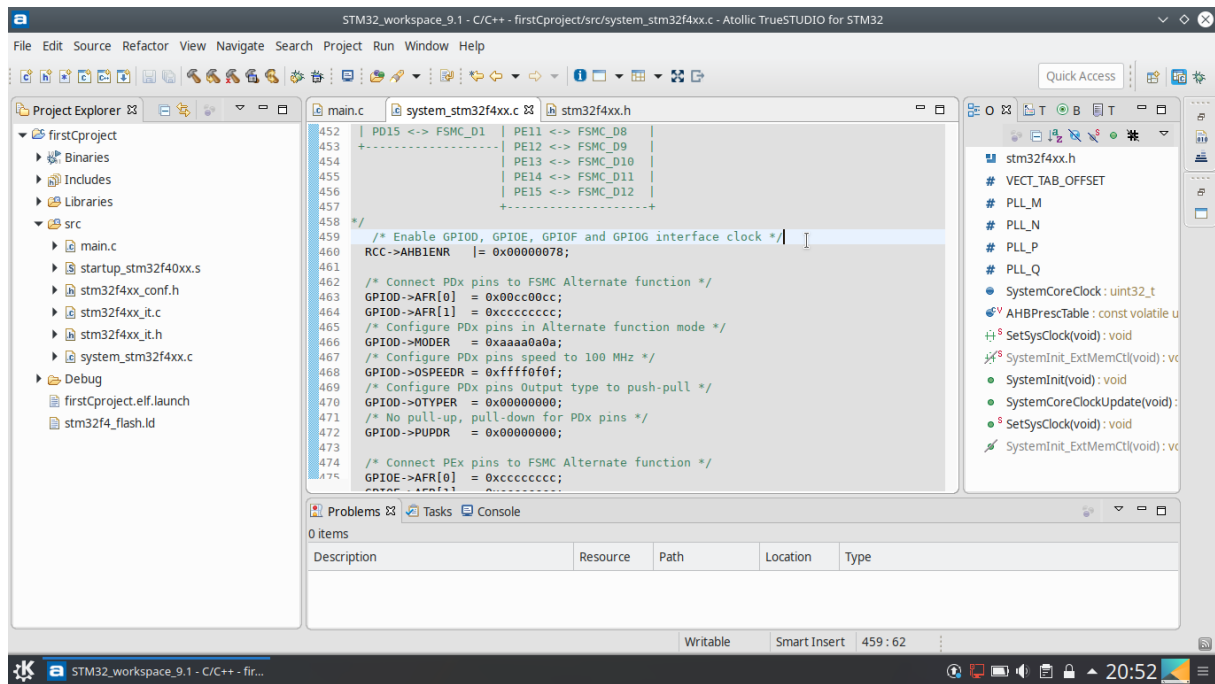 STM32_workspace_9.1 - C/C++ - firstCproject/src/system_stm32f4xx.c - Atollic TrueSTUDIO for STM32
File Edit Source Refactor View Navigate Search Project Run Window Help
Quick Access
Project Explorer
firstCproject
Binaries
Includes
Libraries
src
main.c
startup_stm32f40xx.s
stm32f4xx_conf.h
stm32f4xx_it.c
stm32f4xx_it.h
system_stm32f4xx.c
Debug
firstCproject.elf.launch
stm32f4_flash.ld
main.c system_stm32f4xx.c stm32f4xx.h
452 | PD15 <-> FSMC_D1 | PE11 <-> FSMC_D8 |
453 +-------------------| PE12 <-> FSMC_D9 |
454 | PE13 <-> FSMC_D10 |
455 | PE14 <-> FSMC_D11 |
456 | PE15 <-> FSMC_D12 |
457 +--------------------+
458 */
459 /* Enable GPIOD, GPIOE, GPIOF and GPIOG interface clock */
460 RCC->AHB1ENR |= 0x00000078;
461
462 /* Connect PDx pins to FSMC Alternate function */
463 GPIOD->AFR[0] = 0x00cc00cc;
464 GPIOD->AFR[1] = 0xcccccccc;
465 /* Configure PDx pins in Alternate function mode */
466 GPIOD->MODER = 0xaaaa0a0a;
467 /* Configure PDx pins speed to 100 MHz */
468 GPIOD->OSPEEDR = 0xffff0f0f;
469 /* Configure PDx pins Output type to push-pull */
470 GPIOD->OTYPER = 0x00000000;
471 /* No pull-up, pull-down for PDx pins */
472 GPIOD->PUPDR = 0x00000000;
473
474 /* Connect PEx pins to FSMC Alternate function */
475 GPIOE->AFR[0] = 0xcccccccc;
O T B T
stm32f4xx.h
VECT_TAB_OFFSET
PLL_M
PLL_N
PLL_P
PLL_Q
SystemCoreClock : uint32_t
AHBPrescTable : const volatile u
SetSysClock(void) : void
SystemInit_ExtMemCtl(void) : vo
SystemInit(void) : void
SystemCoreClockUpdate(void) :
SetSysClock(void) : void
SystemInit_ExtMemCtl(void) : vo
Problems Tasks Console
0 items
Description Resource Path Location Type
Writable Smart Insert 459 : 62
STM32_workspace_9.1 - C/C++ - fir...
20:52